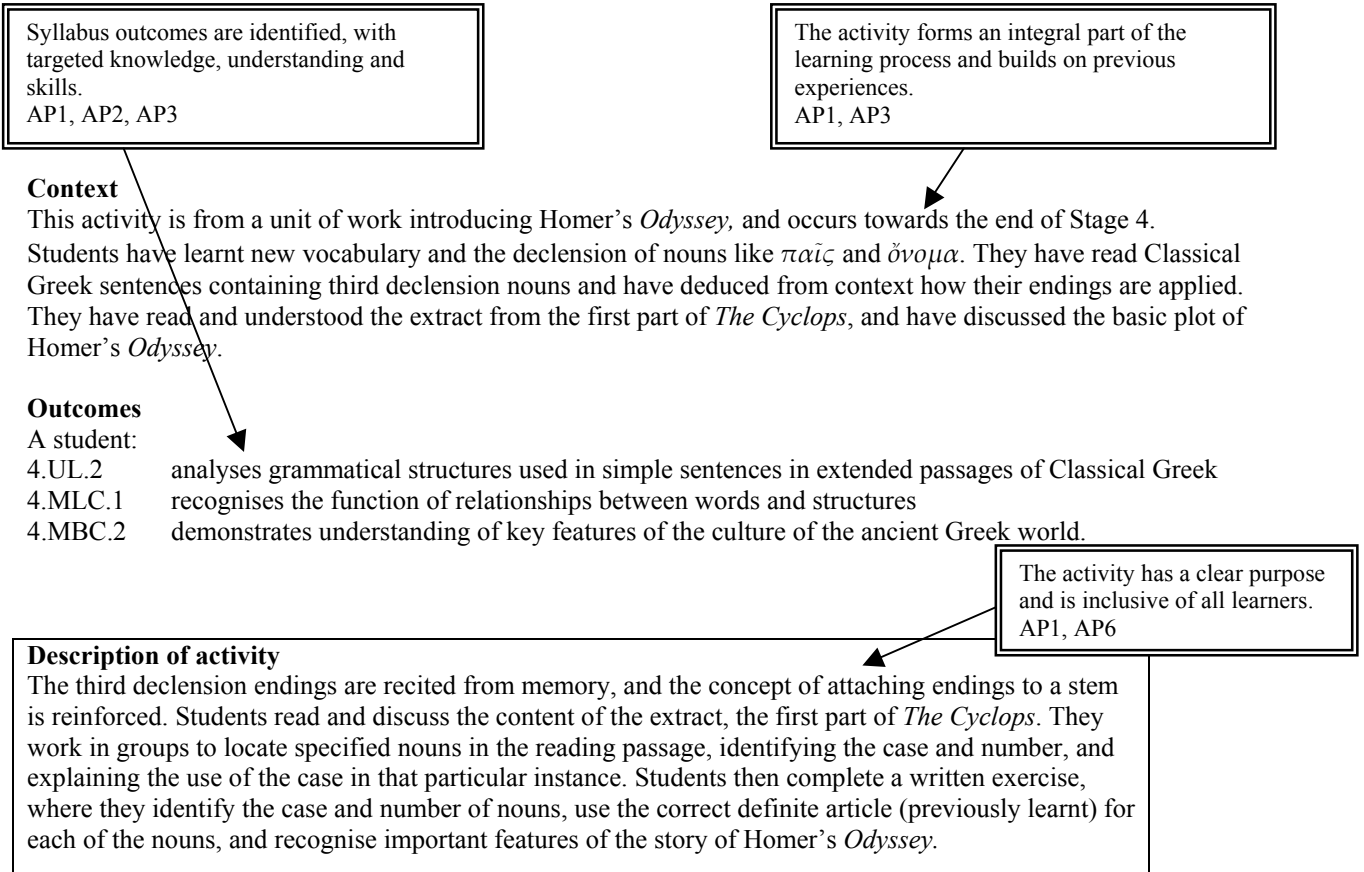 Syllabus outcomes are identified, with
targeted knowledge, understanding and
skills.
AP1, AP2, AP3
The activity forms an integral part of the
learning process and builds on previous
experiences.
AP1, AP3
Context
This activity is from a unit of work introducing Homer’s Odyssey, and occurs towards the end of Stage 4.
Students have learnt new vocabulary and the declension of nouns like παῖς and ὄνομα. They have read Classical
Greek sentences containing third declension nouns and have deduced from context how their endings are applied.
They have read and understood the extract from the first part of The Cyclops, and have discussed the basic plot of
Homer’s Odyssey.
Outcomes
A student:
4.UL.2 analyses grammatical structures used in simple sentences in extended passages of Classical Greek
4.MLC.1 recognises the function of relationships between words and structures
4.MBC.2 demonstrates understanding of key features of the culture of the ancient Greek world.
The activity has a clear purpose
and is inclusive of all learners.
AP1, AP6
Description of activity
The third declension endings are recited from memory, and the concept of attaching endings to a stem
is reinforced. Students read and discuss the content of the extract, the first part of The Cyclops. They
work in groups to locate specified nouns in the reading passage, identifying the case and number, and
explaining the use of the case in that particular instance. Students then complete a written exercise,
where they identify the case and number of nouns, use the correct definite article (previously learnt) for
each of the nouns, and recognise important features of the story of Homer’s Odyssey.